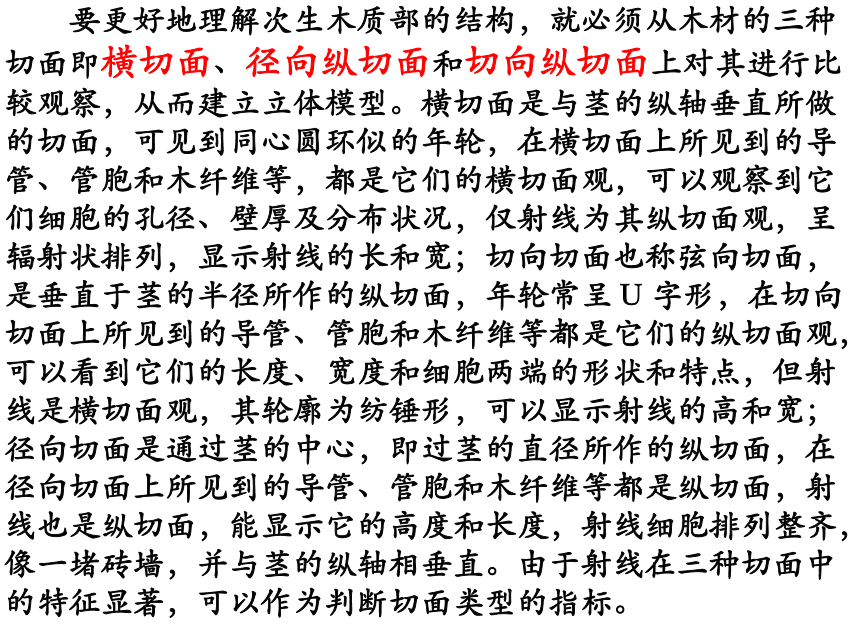 要更好地理解次生木质部的结构，就必须从木材的三种
切面即横切面、径向纵切面和切向纵切面上对其进行比
较观察，从而建立立体模型。横切面是与茎的纵轴垂直所做
的切面，可见到同心圆环似的年轮，在横切面上所见到的导
管、管胞和木纤维等，都是它们的横切面观，可以观察到它
们细胞的孔径、壁厚及分布状况，仅射线为其纵切面观，呈
辐射状排列，显示射线的长和宽；切向切面也称弦向切面，
是垂直于茎的半径所作的纵切面，年轮常呈 U 字形，在切向
切面上所见到的导管、管胞和木纤维等都是它们的纵切面观，
可以看到它们的长度、宽度和细胞两端的形状和特点，但射
线是横切面观，其轮廓为纺锤形，可以显示射线的高和宽；
径向切面是通过茎的中心，即过茎的直径所作的纵切面，在
径向切面上所见到的导管、管胞和木纤维等都是纵切面，射
线也是纵切面，能显示它的高度和长度，射线细胞排列整齐，
像一堵砖墙，并与茎的纵轴相垂直。由于射线在三种切面中
的特征显著，可以作为判断切面类型的指标。